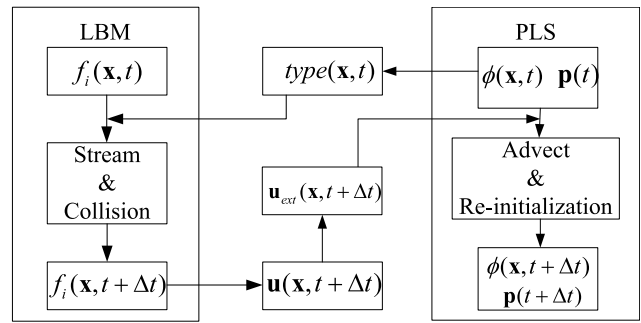 LBM
f_i(x,t)
Stream
&
Collision
f_i(x,t+Δt)
type(x,t)
u_ext(x,t+Δt)
u(x,t+Δt)
PLS
ϕ(x,t) p(t)
Advect
&
Re-initialization
ϕ(x,t+Δt)
p(t+Δt)